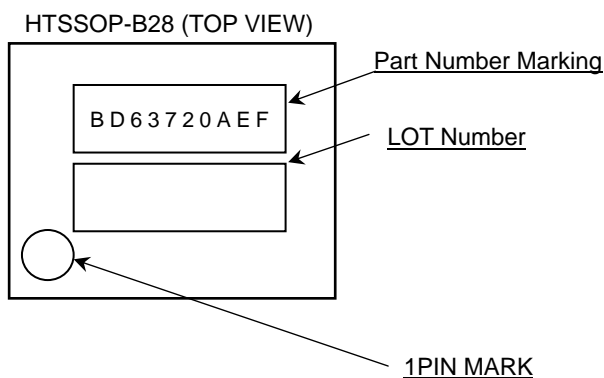 HTSSOP-B28 (TOP VIEW)
Part Number Marking
BD63720AEF
LOT Number
1PIN MARK